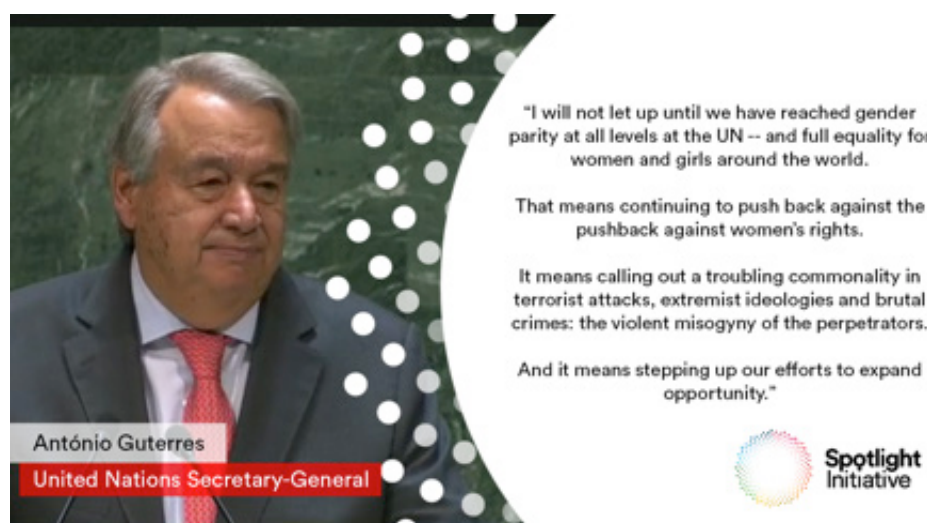 “I will not let up until we have reached gender
parity at all levels at the UN -- and full equality for
women and girls around the world.
That means continuing to push back against the
pushback against women’s rights.
It means calling out a troubling commonality in
terrorist attacks, extremist ideologies and brutal
crimes: the violent misogyny of the perpetrators.
And it means stepping up our efforts to expand
opportunity.”
António Guterres
United Nations Secretary-General
Spotlight
Initiative